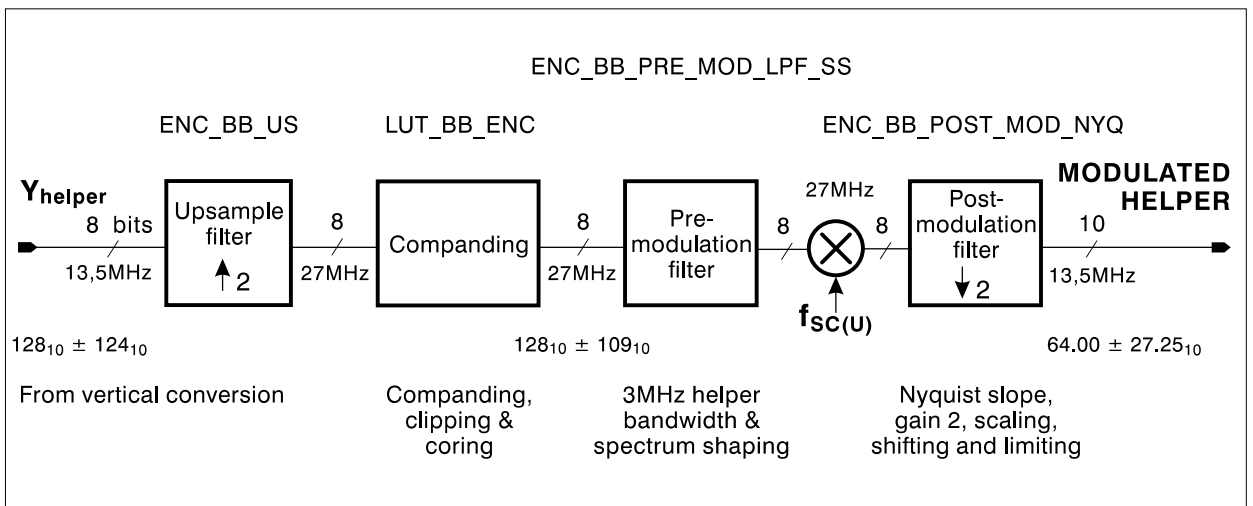 ENC_BB_PRE_MOD_LPF_SS
ENC_BB_US
LUT_BB_ENC
ENC_BB_POST_MOD_NYQ
Y_helper
8 bits
13,5MHz
Upsample
filter
↑ 2
8
27MHz
Companding
8
27MHz
Pre-
modulation
filter
8
27MHz
f_SC(U)
8
Post-
modulation
filter
↓ 2
MODULATED
HELPER
10
13,5MHz
128₁₀ ± 124₁₀
128₁₀ ± 109₁₀
64.00 ± 27.25₁₀
From vertical conversion
Companding,
clipping &
coring
3MHz helper
bandwidth &
spectrum shaping
Nyquist slope,
gain 2, scaling,
shifting and limiting